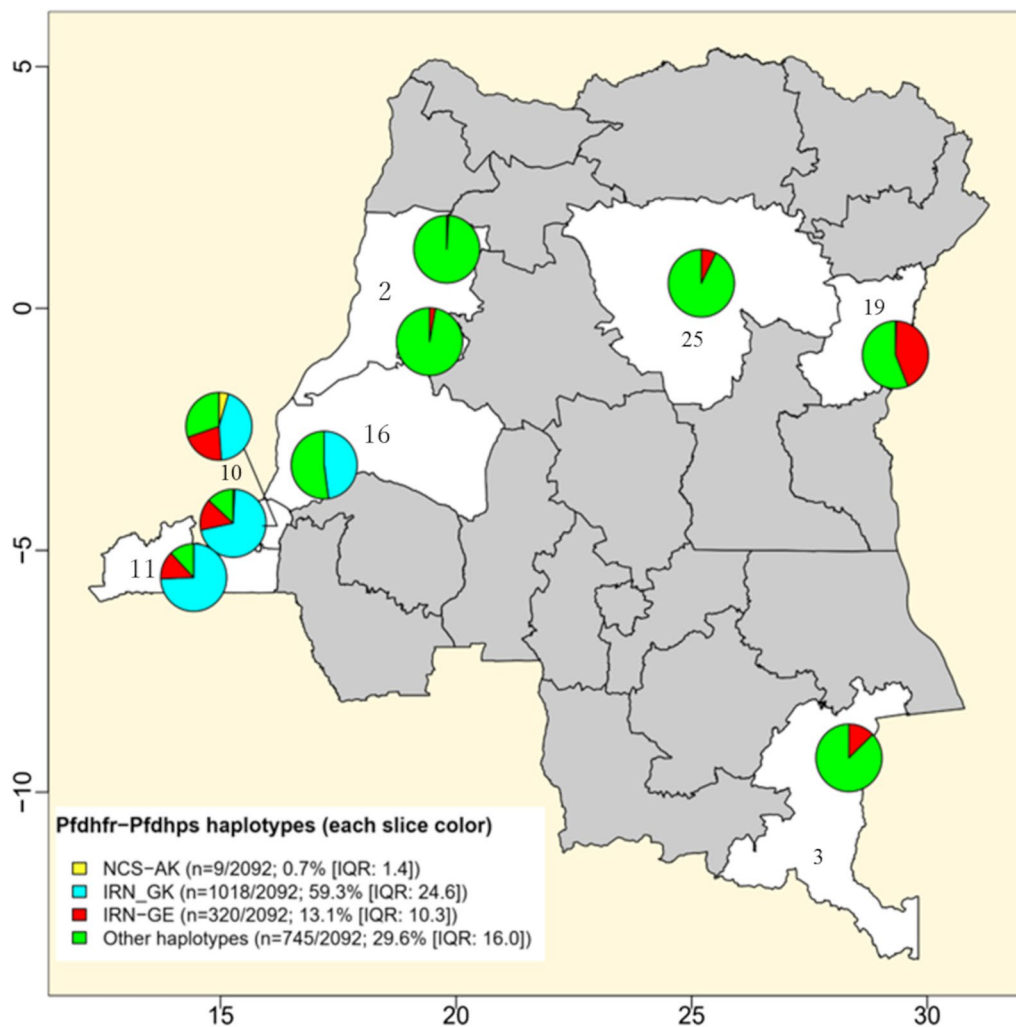 5
0
-5
-10
2
19
25
16
10
11
3
Pfdhfr-Pfdhps haplotypes (each slice color)
NCS-AK (n=9/2092; 0.7% [IQR: 1.4])
IRN_GK (n=1018/2092; 59.3% [IQR: 24.6])
IRN-GE (n=320/2092; 13.1% [IQR: 10.3])
Other haplotypes (n=745/2092; 29.6% [IQR: 16.0])
15 20 25 30